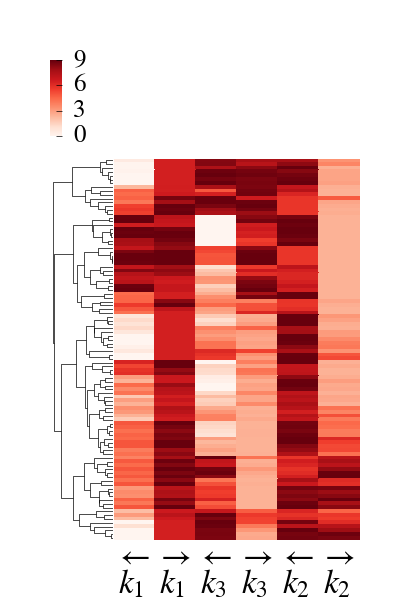 9
6
3
0
← → ← → ← →
k₁ k₁ k₃ k₃ k₂ k₂